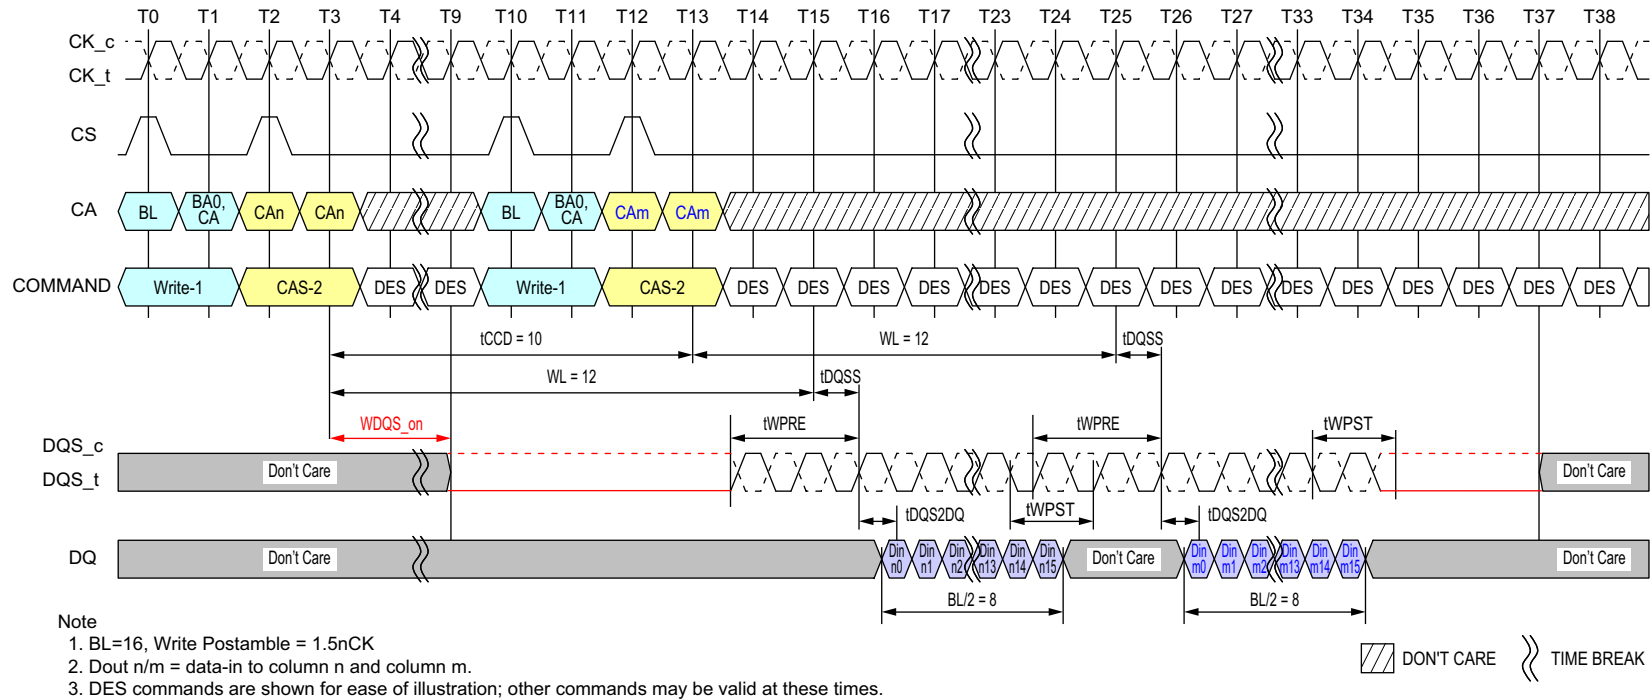 T0 T1 T2 T3 T4 T9 T10 T11 T12 T13 T14 T15 T16 T17 T23 T24 T25 T26 T27 T33 T34 T35 T36 T37 T38
CK_c
CK_t
CS
CA BL BA0, CA CAn CAn BL BA0, CA CAm CAm
COMMAND Write-1 CAS-2 DES DES Write-1 CAS-2 DES DES DES DES DES DES DES DES DES DES DES DES DES DES DES
tCCD = 10 WL = 12 tDQSS
WL = 12 tDQSS
WDQS_on tWPRE tWPRE tWPST
DQS_c
DQS_t Don't Care Don't Care
tDQS2DQ tWPST tDQS2DQ
DQ Don't Care Din n0 Din n1 Din n2 Din n13 Din n14 Din n15 Don't Care Din m0 Din m1 Din m2 Din m13 Din m14 Din m15 Don't Care
BL/2 = 8 BL/2 = 8
Note
1. BL=16, Write Postamble = 1.5nCK
2. Dout n/m = data-in to column n and column m.
3. DES commands are shown for ease of illustration; other commands may be valid at these times.
DON'T CARE TIME BREAK